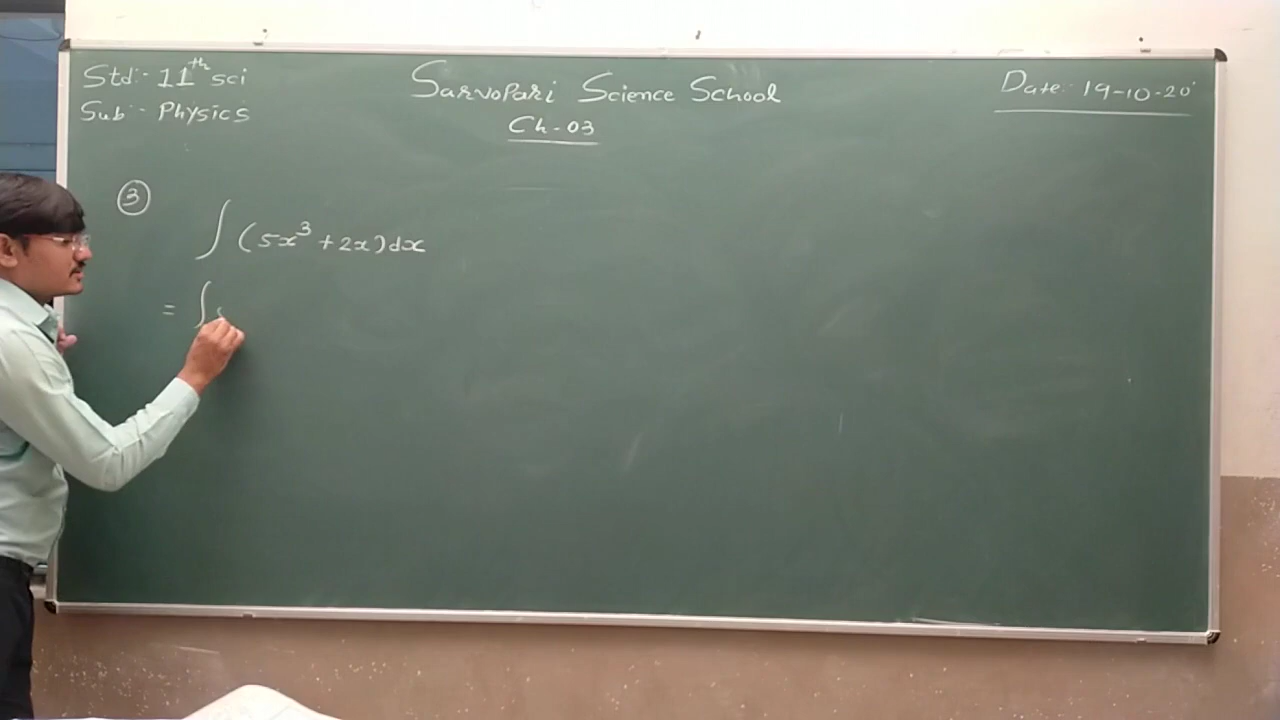 Std:- 11th sci
Sub:- Physics
Sarvopari Science School
Ch-03
Date:- 19-10-20
③ ∫(5x³+2x)dx
= ∫